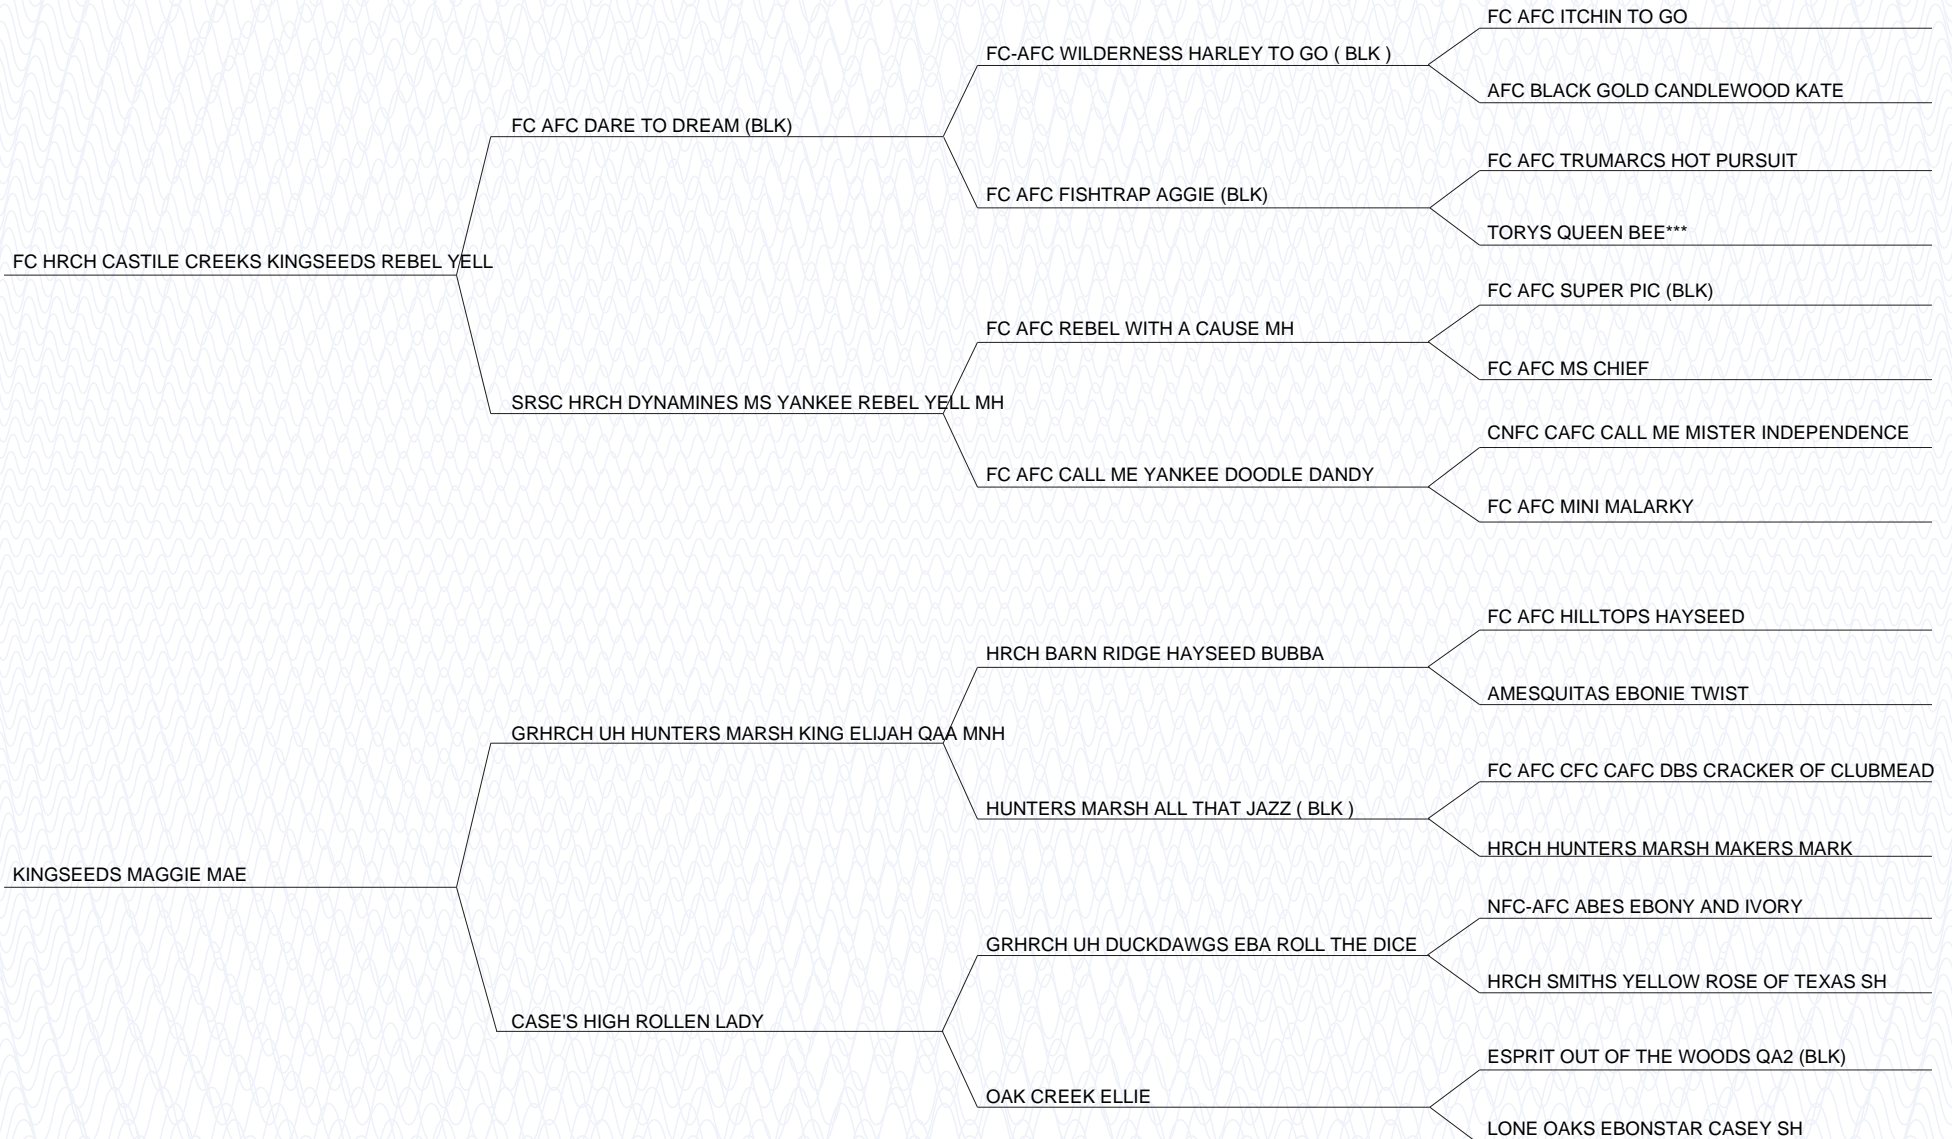 FC AFC ITCHIN TO GO
FC-AFC WILDERNESS HARLEY TO GO ( BLK )
AFC BLACK GOLD CANDLEWOOD KATE
FC AFC DARE TO DREAM (BLK)
FC AFC TRUMARCS HOT PURSUIT
FC AFC FISHTRAP AGGIE (BLK)
TORYS QUEEN BEE***
FC HRCH CASTILE CREEKS KINGSEEDS REBEL YELL
FC AFC SUPER PIC (BLK)
FC AFC REBEL WITH A CAUSE MH
FC AFC MS CHIEF
SRSC HRCH DYNAMINES MS YANKEE REBEL YELL MH
CNFC CAFC CALL ME MISTER INDEPENDENCE
FC AFC CALL ME YANKEE DOODLE DANDY
FC AFC MINI MALARKY
FC AFC HILLTOPS HAYSEED
HRCH BARN RIDGE HAYSEED BUBBA
AMESQUITAS EBONIE TWIST
GRHRCH UH HUNTERS MARSH KING ELIJAH QAA MNH
FC AFC CFC CAFC DBS CRACKER OF CLUBMEAD
HUNTERS MARSH ALL THAT JAZZ ( BLK )
HRCH HUNTERS MARSH MAKERS MARK
KINGSEEDS MAGGIE MAE
NFC-AFC ABES EBONY AND IVORY
GRHRCH UH DUCKDAWGS EBA ROLL THE DICE
HRCH SMITHS YELLOW ROSE OF TEXAS SH
CASE'S HIGH ROLLEN LADY
ESPRIT OUT OF THE WOODS QA2 (BLK)
OAK CREEK ELLIE
LONE OAKS EBONSTAR CASEY SH